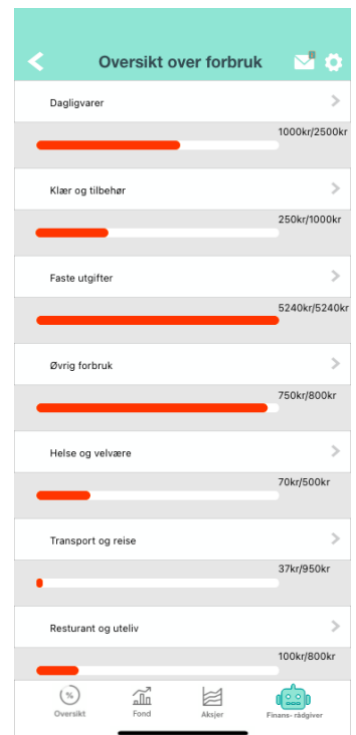 Oversikt over forbruk
Dagligvarer
1000kr/2500kr
Klær og tilbehør
250kr/1000kr
Faste utgifter
5240kr/5240kr
Øvrig forbruk
750kr/800kr
Helse og velvære
70kr/500kr
Transport og reise
37kr/950kr
Resturant og uteliv
100kr/800kr
%
Oversikt Fond Aksjer Finans- rådgiver